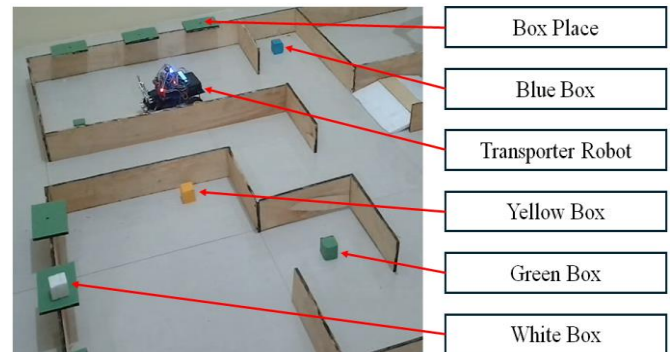 Box Place
Blue Box
Transporter Robot
Yellow Box
Green Box
White Box